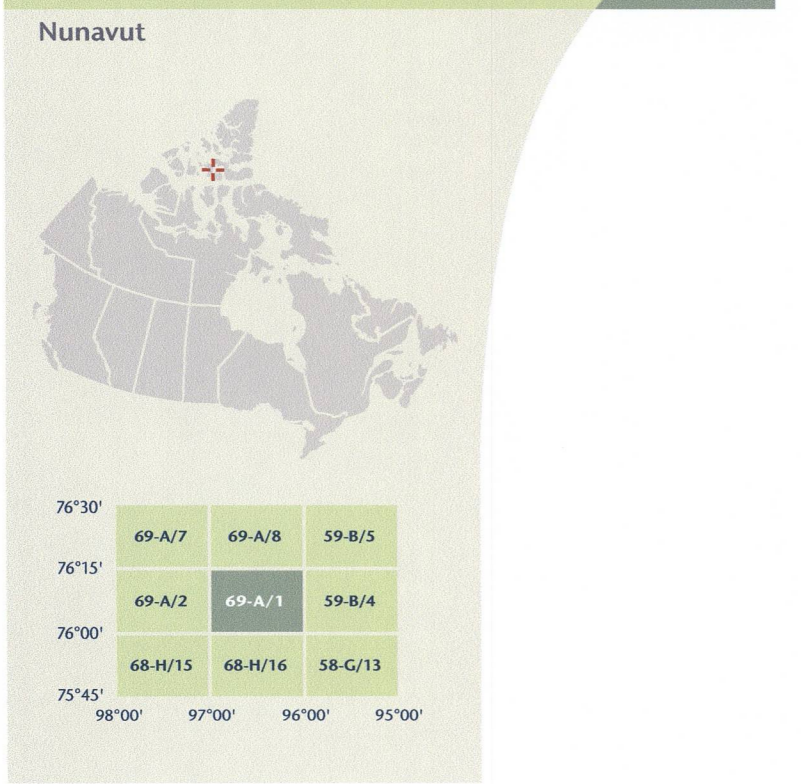 Nunavut
76°30'
69-A/7 69-A/8 59-B/5
76°15'
69-A/2 69-A/1 59-B/4
76°00'
68-H/15 68-H/16 58-G/13
75°45'
98°00' 97°00' 96°00' 95°00'